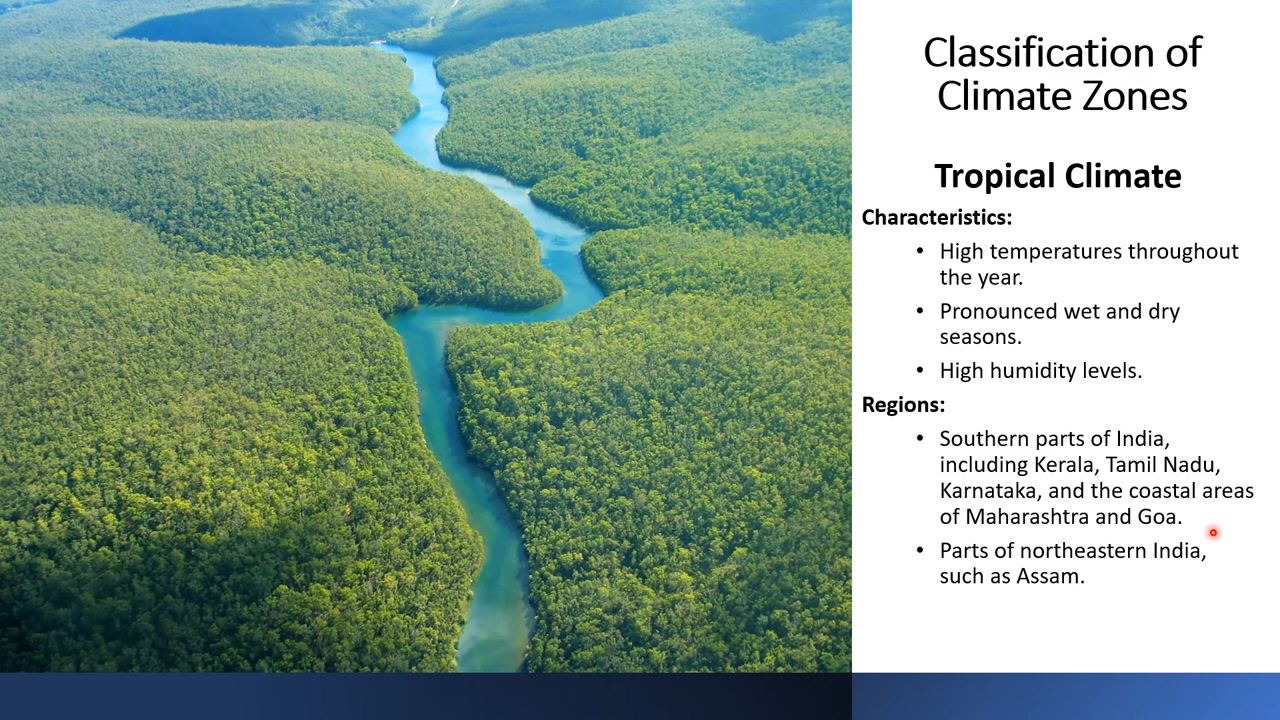 Classification of
Climate Zones
Tropical Climate
Characteristics:
• High temperatures throughout
the year.
• Pronounced wet and dry
seasons.
• High humidity levels.
Regions:
• Southern parts of India,
including Kerala, Tamil Nadu,
Karnataka, and the coastal areas
of Maharashtra and Goa.
• Parts of northeastern India,
such as Assam.